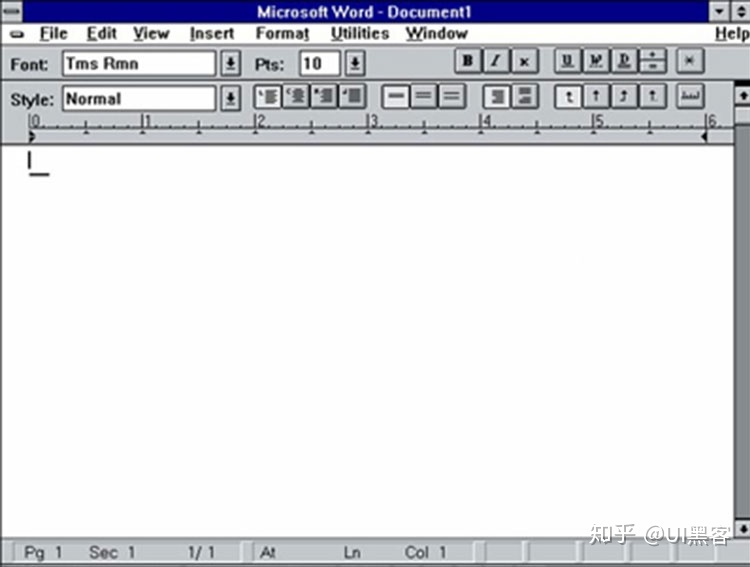 Microsoft Word - Document1
File Edit View Insert Format Utilities Window Help
Font: Tms Rmn Pts: 10 B I K U W D
Style: Normal
0 1 2 3 4 5 6
Pg 1 Sec 1 1/1 At Ln Col 1
知乎 @UI黑客